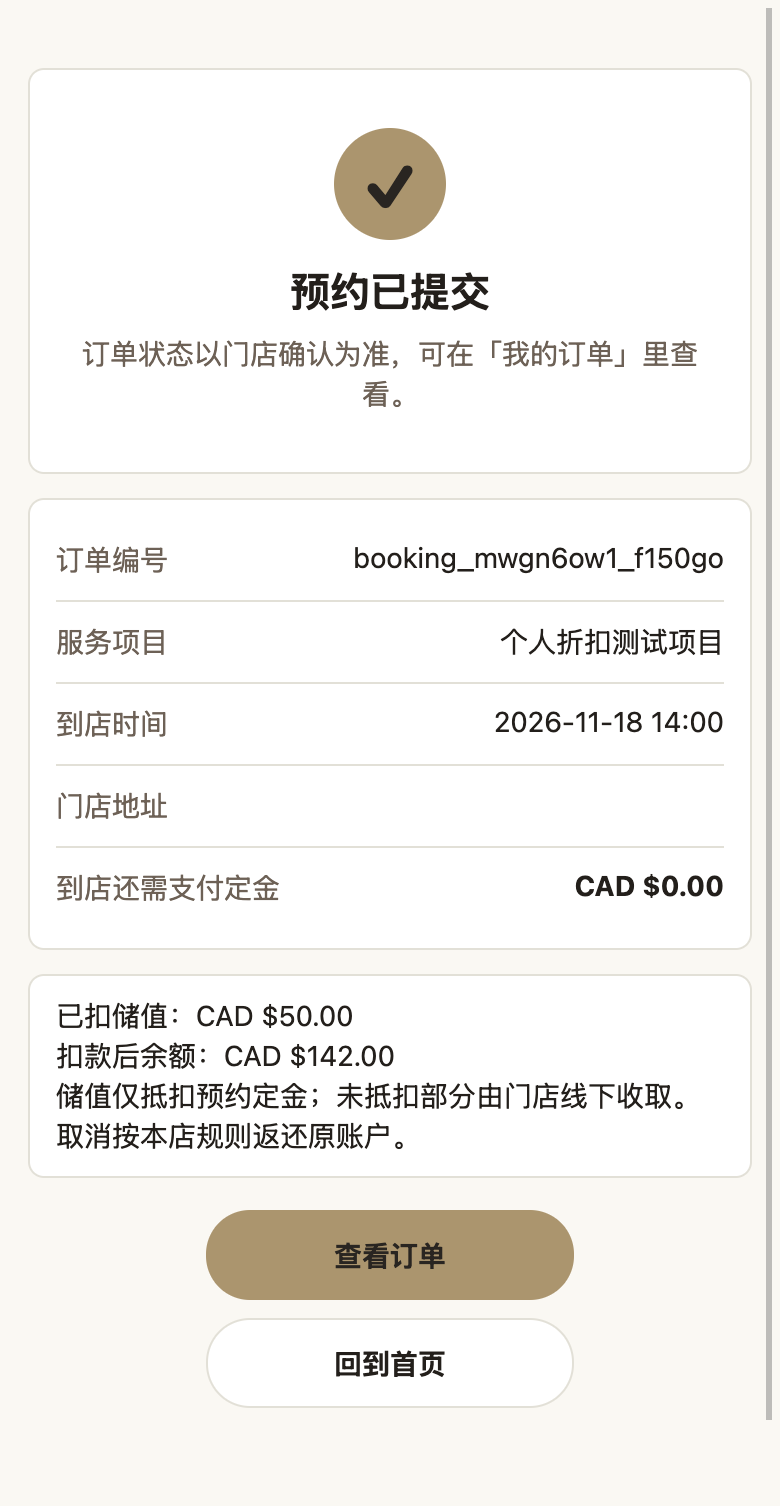 预约已提交
订单状态以门店确认为准，可在「我的订单」里查
看。
订单编号 booking_mwgn6ow1_f150go
服务项目 个人折扣测试项目
到店时间 2026-11-18 14:00
门店地址
到店还需支付定金 CAD $0.00
已扣储值：CAD $50.00
扣款后余额：CAD $142.00
储值仅抵扣预约定金；未抵扣部分由门店线下收取。
取消按本店规则返还原账户。
查看订单
回到首页